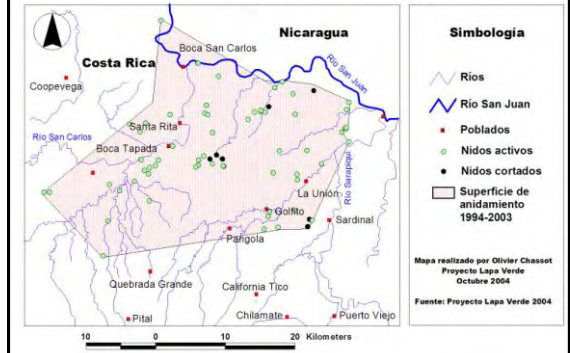 Nicaragua
Boca San Carlos
Costa Rica
Río San Juan
Coopevega
Santa Rita
Río San Carlos
Boca Tapada
Río Sarapiquí
La Unión
Golfito
Sardinal
Pangola
Quebrada Grande
California Tico
Pital
Chilamate
Puerto Viejo
10 0 10 20 Kilometers
Simbología
Ríos
Río San Juan
Poblados
Nidos activos
Nidos cortados
Superficie de
anidamiento
1994-2003
Mapa realizado por Olivier Chassot
Proyecto Lapa Verde
Octubre 2004
Fuente: Proyecto Lapa Verde 2004